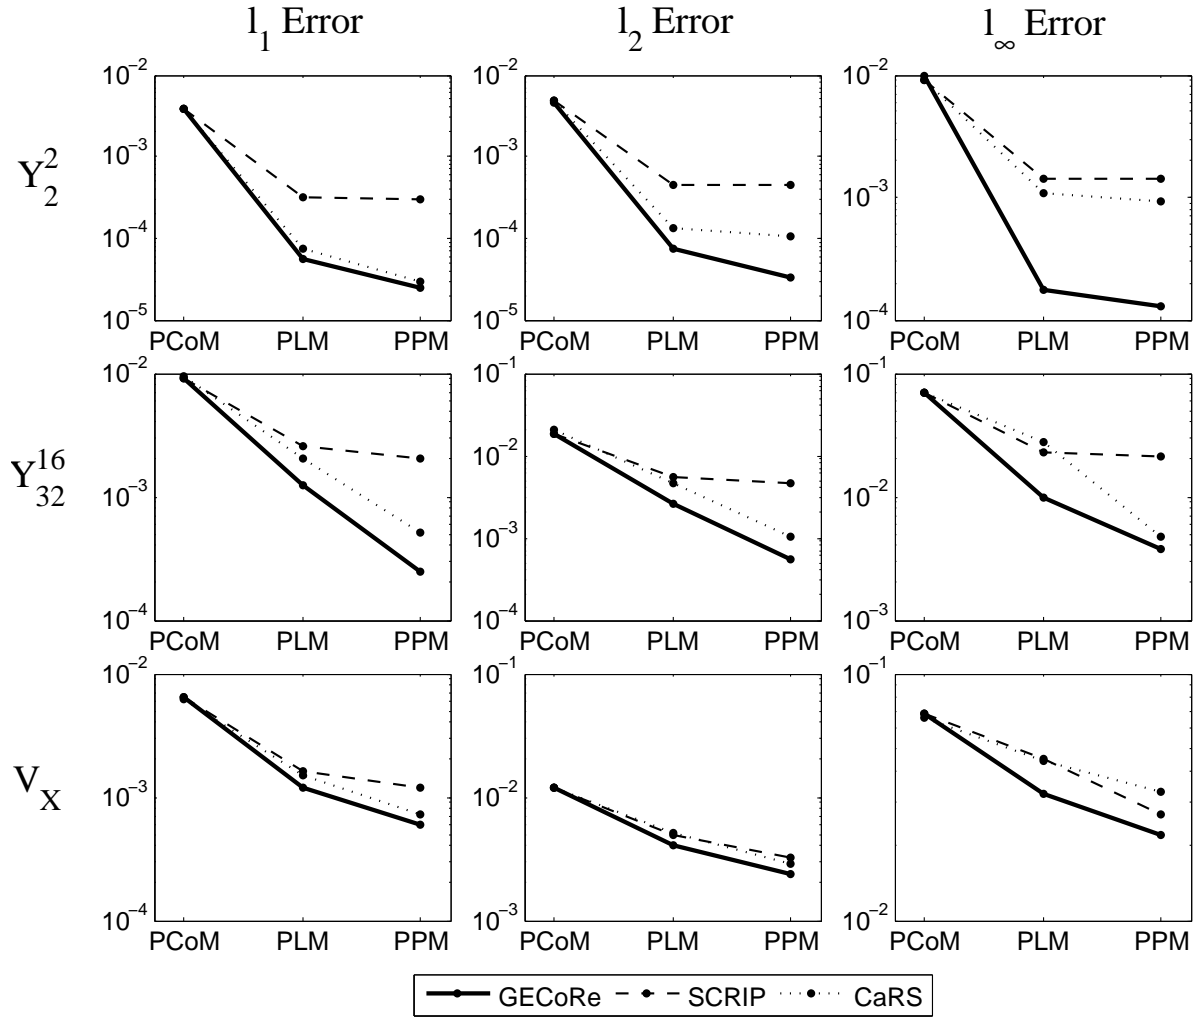 l₁ Error l₂ Error l∞ Error
Y₂²
10⁻²
10⁻³
10⁻⁴
10⁻⁵
PCoM PLM PPM
10⁻²
10⁻³
10⁻⁴
10⁻⁵
PCoM PLM PPM
10⁻²
10⁻³
10⁻⁴
PCoM PLM PPM
Y₃₂¹⁶
10⁻²
10⁻³
10⁻⁴
PCoM PLM PPM
10⁻¹
10⁻²
10⁻³
10⁻⁴
PCoM PLM PPM
10⁻¹
10⁻²
10⁻³
PCoM PLM PPM
V_X
10⁻²
10⁻³
10⁻⁴
PCoM PLM PPM
10⁻¹
10⁻²
10⁻³
PCoM PLM PPM
10⁻¹
10⁻²
PCoM PLM PPM
GECoRe SCRIP CaRS